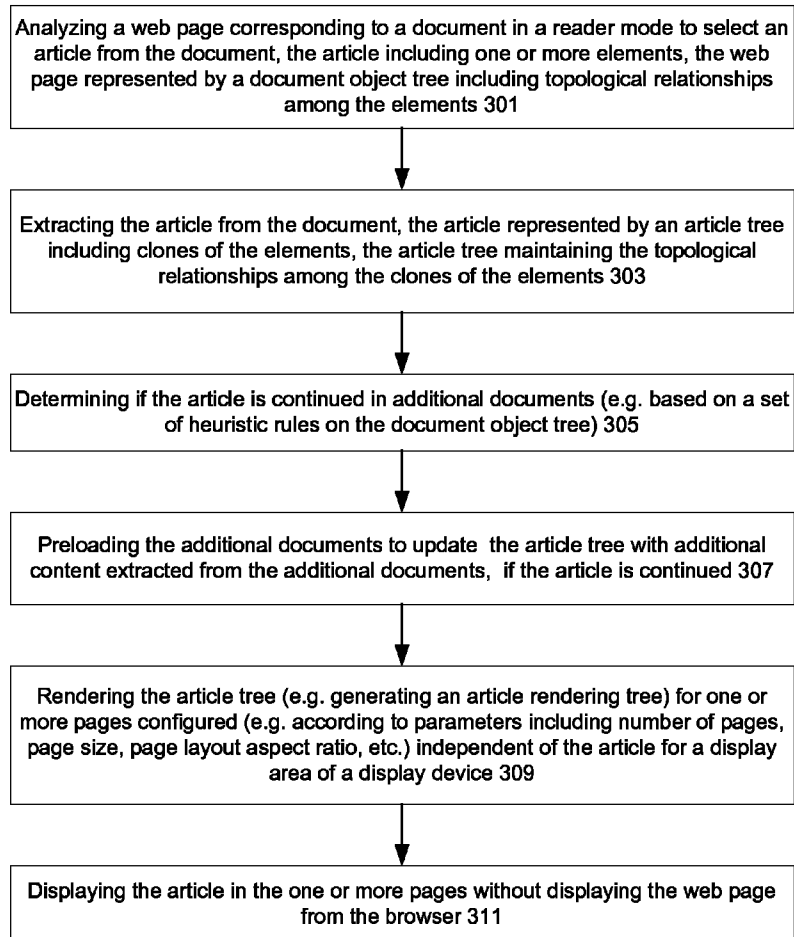 Analyzing a web page corresponding to a document in a reader mode to select an
article from the document, the article including one or more elements, the web
page represented by a document object tree including topological relationships
among the elements 301
Extracting the article from the document, the article represented by an article tree
including clones of the elements, the article tree maintaining the topological
relationships among the clones of the elements 303
Determining if the article is continued in additional documents (e.g. based on a set
of heuristic rules on the document object tree) 305
Preloading the additional documents to update the article tree with additional
content extracted from the additional documents, if the article is continued 307
Rendering the article tree (e.g. generating an article rendering tree) for one or
more pages configured (e.g. according to parameters including number of pages,
page size, page layout aspect ratio, etc.) independent of the article for a display
area of a display device 309
Displaying the article in the one or more pages without displaying the web page
from the browser 311